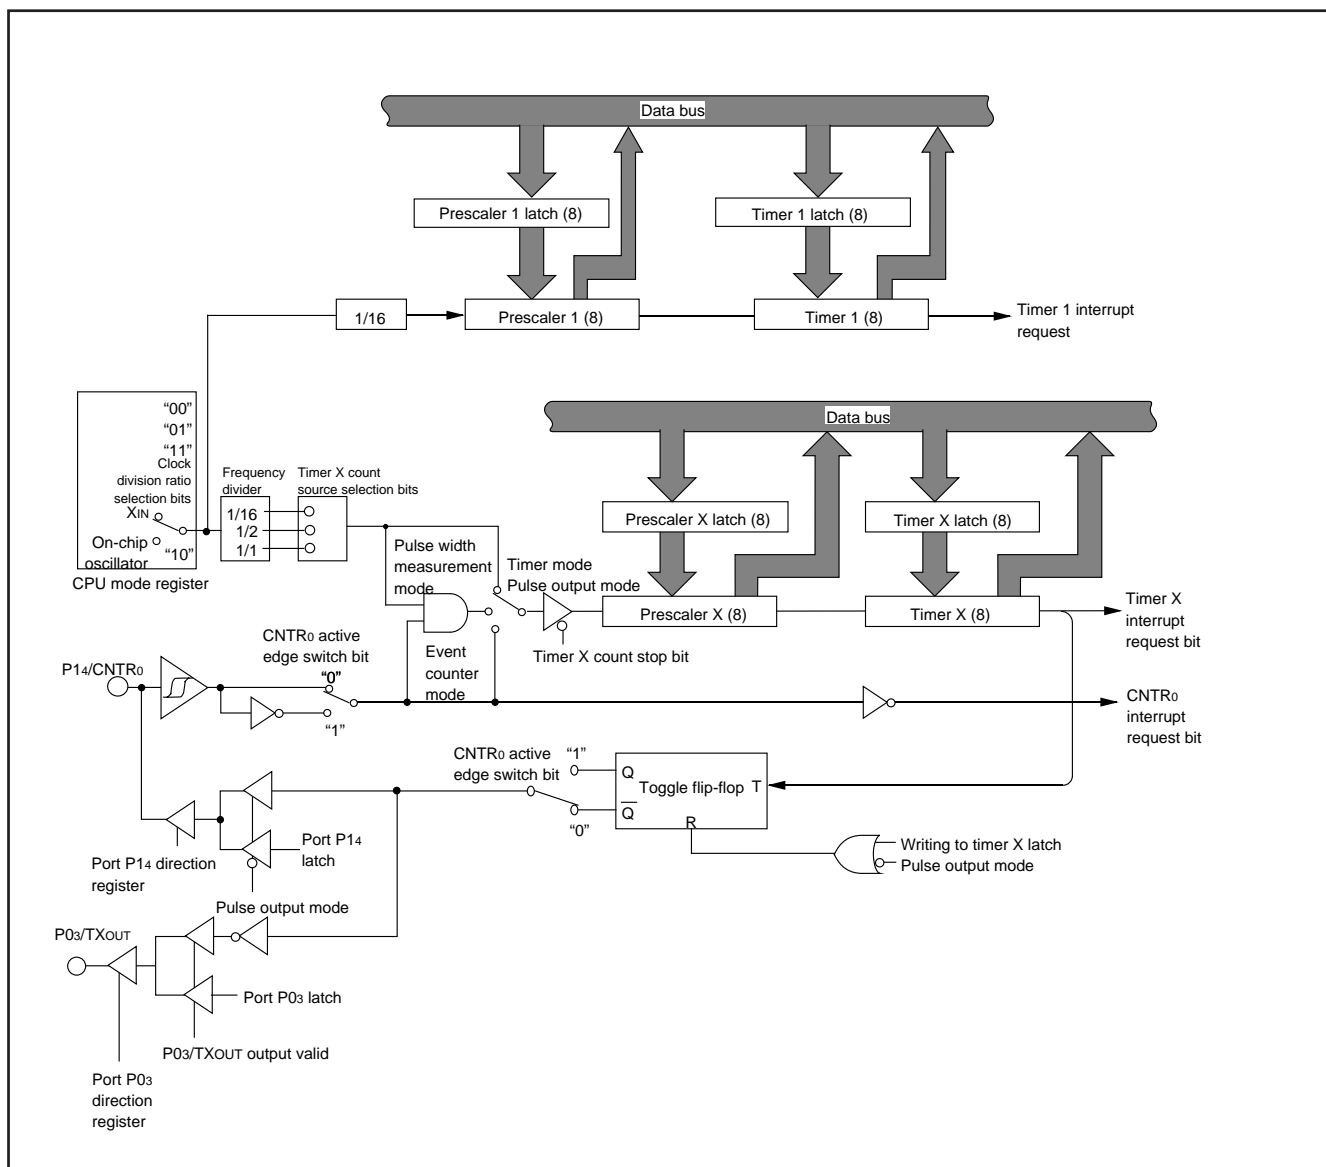 Data bus
Prescaler 1 latch (8)
Timer 1 latch (8)
1/16
Prescaler 1 (8)
Timer 1 (8)
Timer 1 interrupt
request
“00”
“01”
“11”
Clock
division ratio
selection bits
XIN
On-chip
oscillator
“10”
CPU mode register
Frequency
divider
1/16
1/2
1/1
Timer X count
source selection bits
Data bus
Prescaler X latch (8)
Timer X latch (8)
Pulse width
measurement
mode
Timer mode
Pulse output mode
Prescaler X (8)
Timer X (8)
Timer X
interrupt
request bit
Timer X count stop bit
Event
counter
mode
CNTR0 active
edge switch bit
“0”
“1”
P14/CNTR0
CNTR0
interrupt
request bit
CNTR0 active
edge switch bit
“1”
“0”
Q
Toggle flip-flop
T
Q
R
Writing to timer X latch
Pulse output mode
Port P14
latch
Port P14 direction
register
Pulse output mode
P03/TXOUT
Port P03 latch
P03/TXOUT output valid
Port P03
direction
register